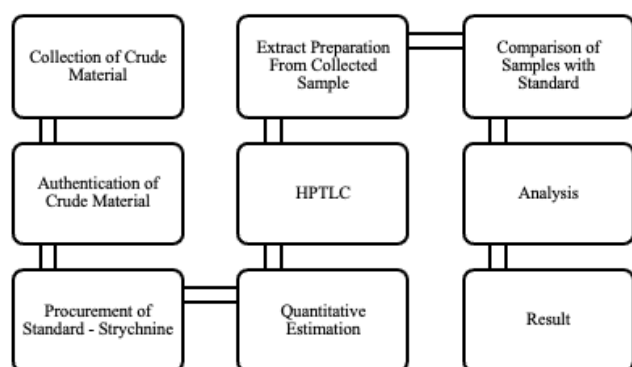 Collection of Crude
Material
Authentication of
Crude Material
Procurement of
Standard - Strychnine
Quantitative
Estimation
HPTLC
Extract Preparation
From Collected
Sample
Comparison of
Samples with
Standard
Analysis
Result